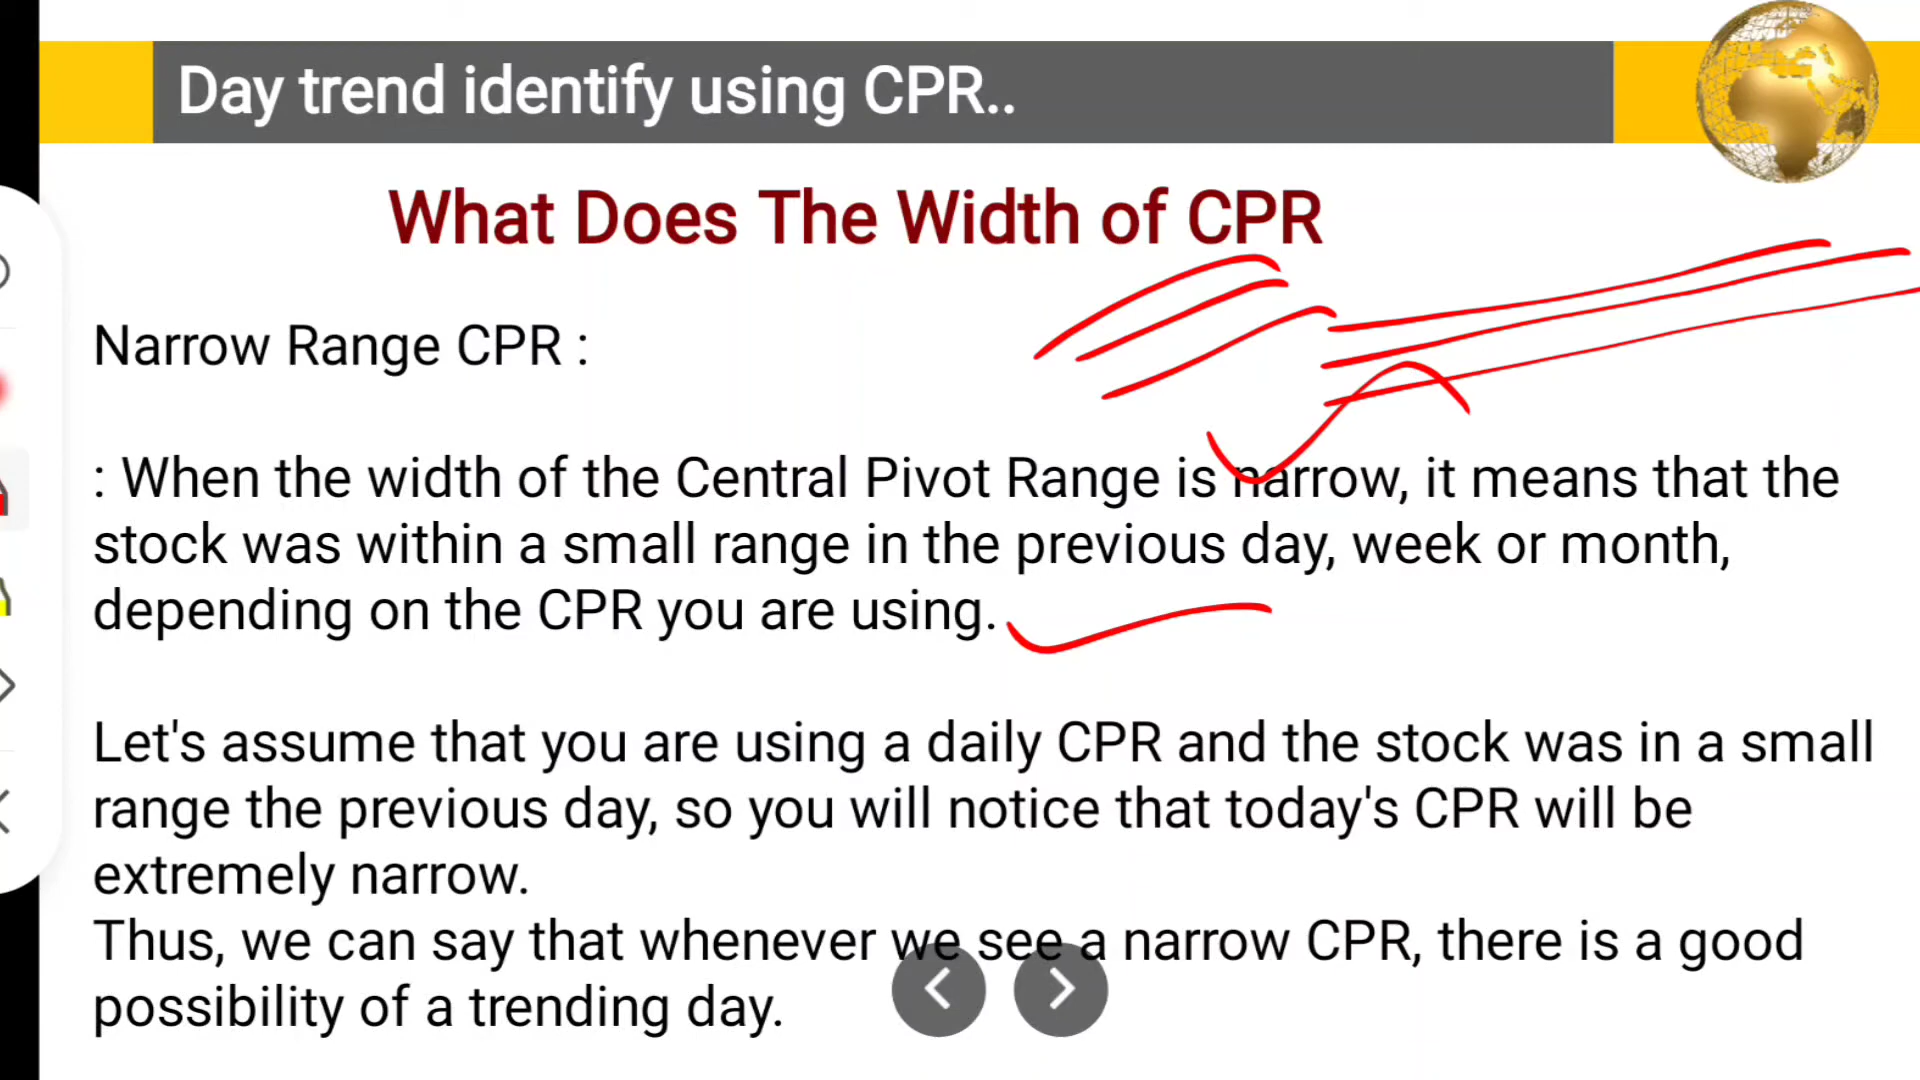 Day trend identify using CPR..
What Does The Width of CPR
Narrow Range CPR :
: When the width of the Central Pivot Range is narrow, it means that the
stock was within a small range in the previous day, week or month,
depending on the CPR you are using.
Let's assume that you are using a daily CPR and the stock was in a small
range the previous day, so you will notice that today's CPR will be
extremely narrow.
Thus, we can say that whenever we see a narrow CPR, there is a good
possibility of a trending day.